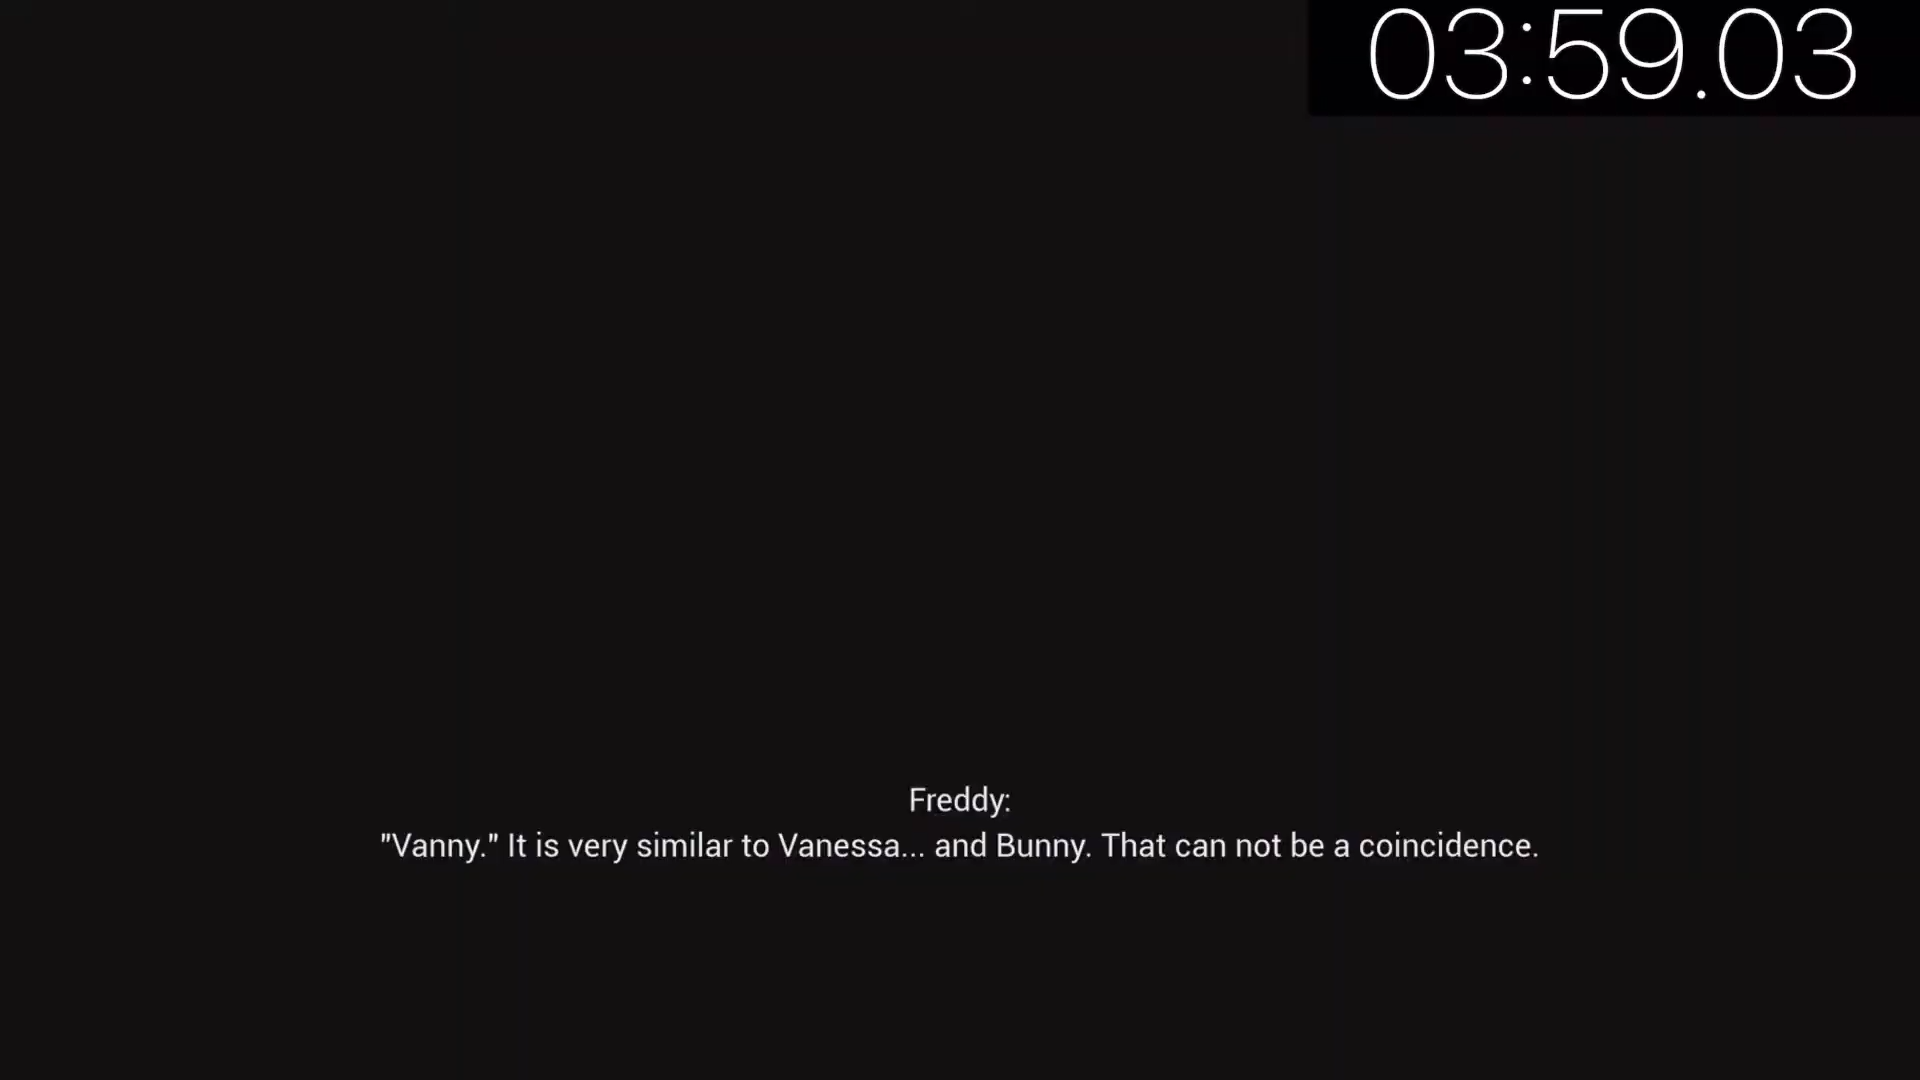 03:59.03
Freddy:
"Vanny." It is very similar to Vanessa... and Bunny. That can not be a coincidence.